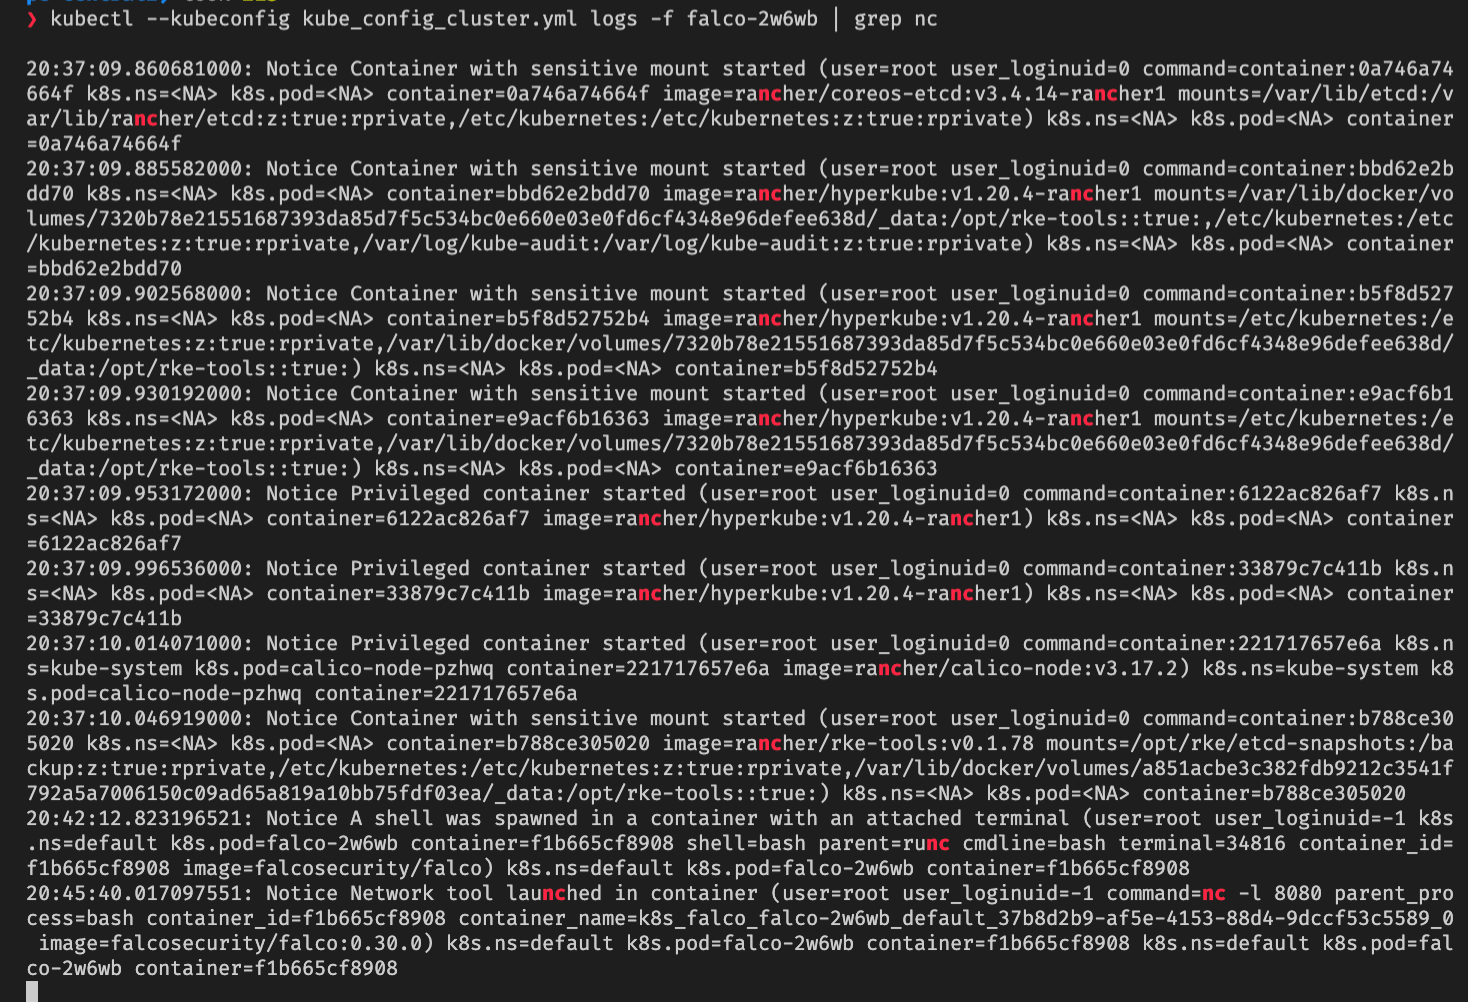 ❯ kubectl --kubeconfig kube_config_cluster.yml logs -f falco-2w6wb | grep nc
20:37:09.860681000: Notice Container with sensitive mount started (user=root user_loginuid=0 command=container:0a746a74
664f k8s.ns=<NA> k8s.pod=<NA> container=0a746a74664f image=rancher/coreos-etcd:v3.4.14-rancher1 mounts=/var/lib/etcd:/v
ar/lib/rancher/etcd:z:true:rprivate,/etc/kubernetes:/etc/kubernetes:z:true:rprivate) k8s.ns=<NA> k8s.pod=<NA> container
=0a746a74664f
20:37:09.885582000: Notice Container with sensitive mount started (user=root user_loginuid=0 command=container:bbd62e2b
dd70 k8s.ns=<NA> k8s.pod=<NA> container=bbd62e2bdd70 image=rancher/hyperkube:v1.20.4-rancher1 mounts=/var/lib/docker/vo
lumes/7320b78e21551687393da85d7f5c534bc0e660e03e0fd6cf4348e96defee638d/_data:/opt/rke-tools::true:,/etc/kubernetes:/etc
/kubernetes:z:true:rprivate,/var/log/kube-audit:/var/log/kube-audit:z:true:rprivate) k8s.ns=<NA> k8s.pod=<NA> container
=bbd62e2bdd70
20:37:09.902568000: Notice Container with sensitive mount started (user=root user_loginuid=0 command=container:b5f8d527
52b4 k8s.ns=<NA> k8s.pod=<NA> container=b5f8d52752b4 image=rancher/hyperkube:v1.20.4-rancher1 mounts=/etc/kubernetes:/e
tc/kubernetes:z:true:rprivate,/var/lib/docker/volumes/7320b78e21551687393da85d7f5c534bc0e660e03e0fd6cf4348e96defee638d/
_data:/opt/rke-tools::true:) k8s.ns=<NA> k8s.pod=<NA> container=b5f8d52752b4
20:37:09.930192000: Notice Container with sensitive mount started (user=root user_loginuid=0 command=container:e9acf6b1
6363 k8s.ns=<NA> k8s.pod=<NA> container=e9acf6b16363 image=rancher/hyperkube:v1.20.4-rancher1 mounts=/etc/kubernetes:/e
tc/kubernetes:z:true:rprivate,/var/lib/docker/volumes/7320b78e21551687393da85d7f5c534bc0e660e03e0fd6cf4348e96defee638d/
_data:/opt/rke-tools::true:) k8s.ns=<NA> k8s.pod=<NA> container=e9acf6b16363
20:37:09.953172000: Notice Privileged container started (user=root user_loginuid=0 command=container:6122ac826af7 k8s.n
s=<NA> k8s.pod=<NA> container=6122ac826af7 image=rancher/hyperkube:v1.20.4-rancher1) k8s.ns=<NA> k8s.pod=<NA> container
=6122ac826af7
20:37:09.996536000: Notice Privileged container started (user=root user_loginuid=0 command=container:33879c7c411b k8s.n
s=<NA> k8s.pod=<NA> container=33879c7c411b image=rancher/hyperkube:v1.20.4-rancher1) k8s.ns=<NA> k8s.pod=<NA> container
=33879c7c411b
20:37:10.014071000: Notice Privileged container started (user=root user_loginuid=0 command=container:221717657e6a k8s.n
s=kube-system k8s.pod=calico-node-pzhwq container=221717657e6a image=rancher/calico-node:v3.17.2) k8s.ns=kube-system k8
s.pod=calico-node-pzhwq container=221717657e6a
20:37:10.046919000: Notice Container with sensitive mount started (user=root user_loginuid=0 command=container:b788ce30
5020 k8s.ns=<NA> k8s.pod=<NA> container=b788ce305020 image=rancher/rke-tools:v0.1.78 mounts=/opt/rke/etcd-snapshots:/ba
ckup:z:true:rprivate,/etc/kubernetes:/etc/kubernetes:z:true:rprivate,/var/lib/docker/volumes/a851acbe3c382fdb9212c3541f
792a5a7006150c09ad65a819a10bb75fdf03ea/_data:/opt/rke-tools::true:) k8s.ns=<NA> k8s.pod=<NA> container=b788ce305020
20:42:12.823196521: Notice A shell was spawned in a container with an attached terminal (user=root user_loginuid=-1 k8s
.ns=default k8s.pod=falco-2w6wb container=f1b665cf8908 shell=bash parent=runc cmdline=bash terminal=34816 container_id=
f1b665cf8908 image=falcosecurity/falco) k8s.ns=default k8s.pod=falco-2w6wb container=f1b665cf8908
20:45:40.017097551: Notice Network tool launched in container (user=root user_loginuid=-1 command=nc -l 8080 parent_pro
cess=bash container_id=f1b665cf8908 container_name=k8s_falco_falco-2w6wb_default_37b8d2b9-af5e-4153-88d4-9dccf53c5589_0
image=falcosecurity/falco:0.30.0) k8s.ns=default k8s.pod=falco-2w6wb container=f1b665cf8908 k8s.ns=default k8s.pod=fal
co-2w6wb container=f1b665cf8908